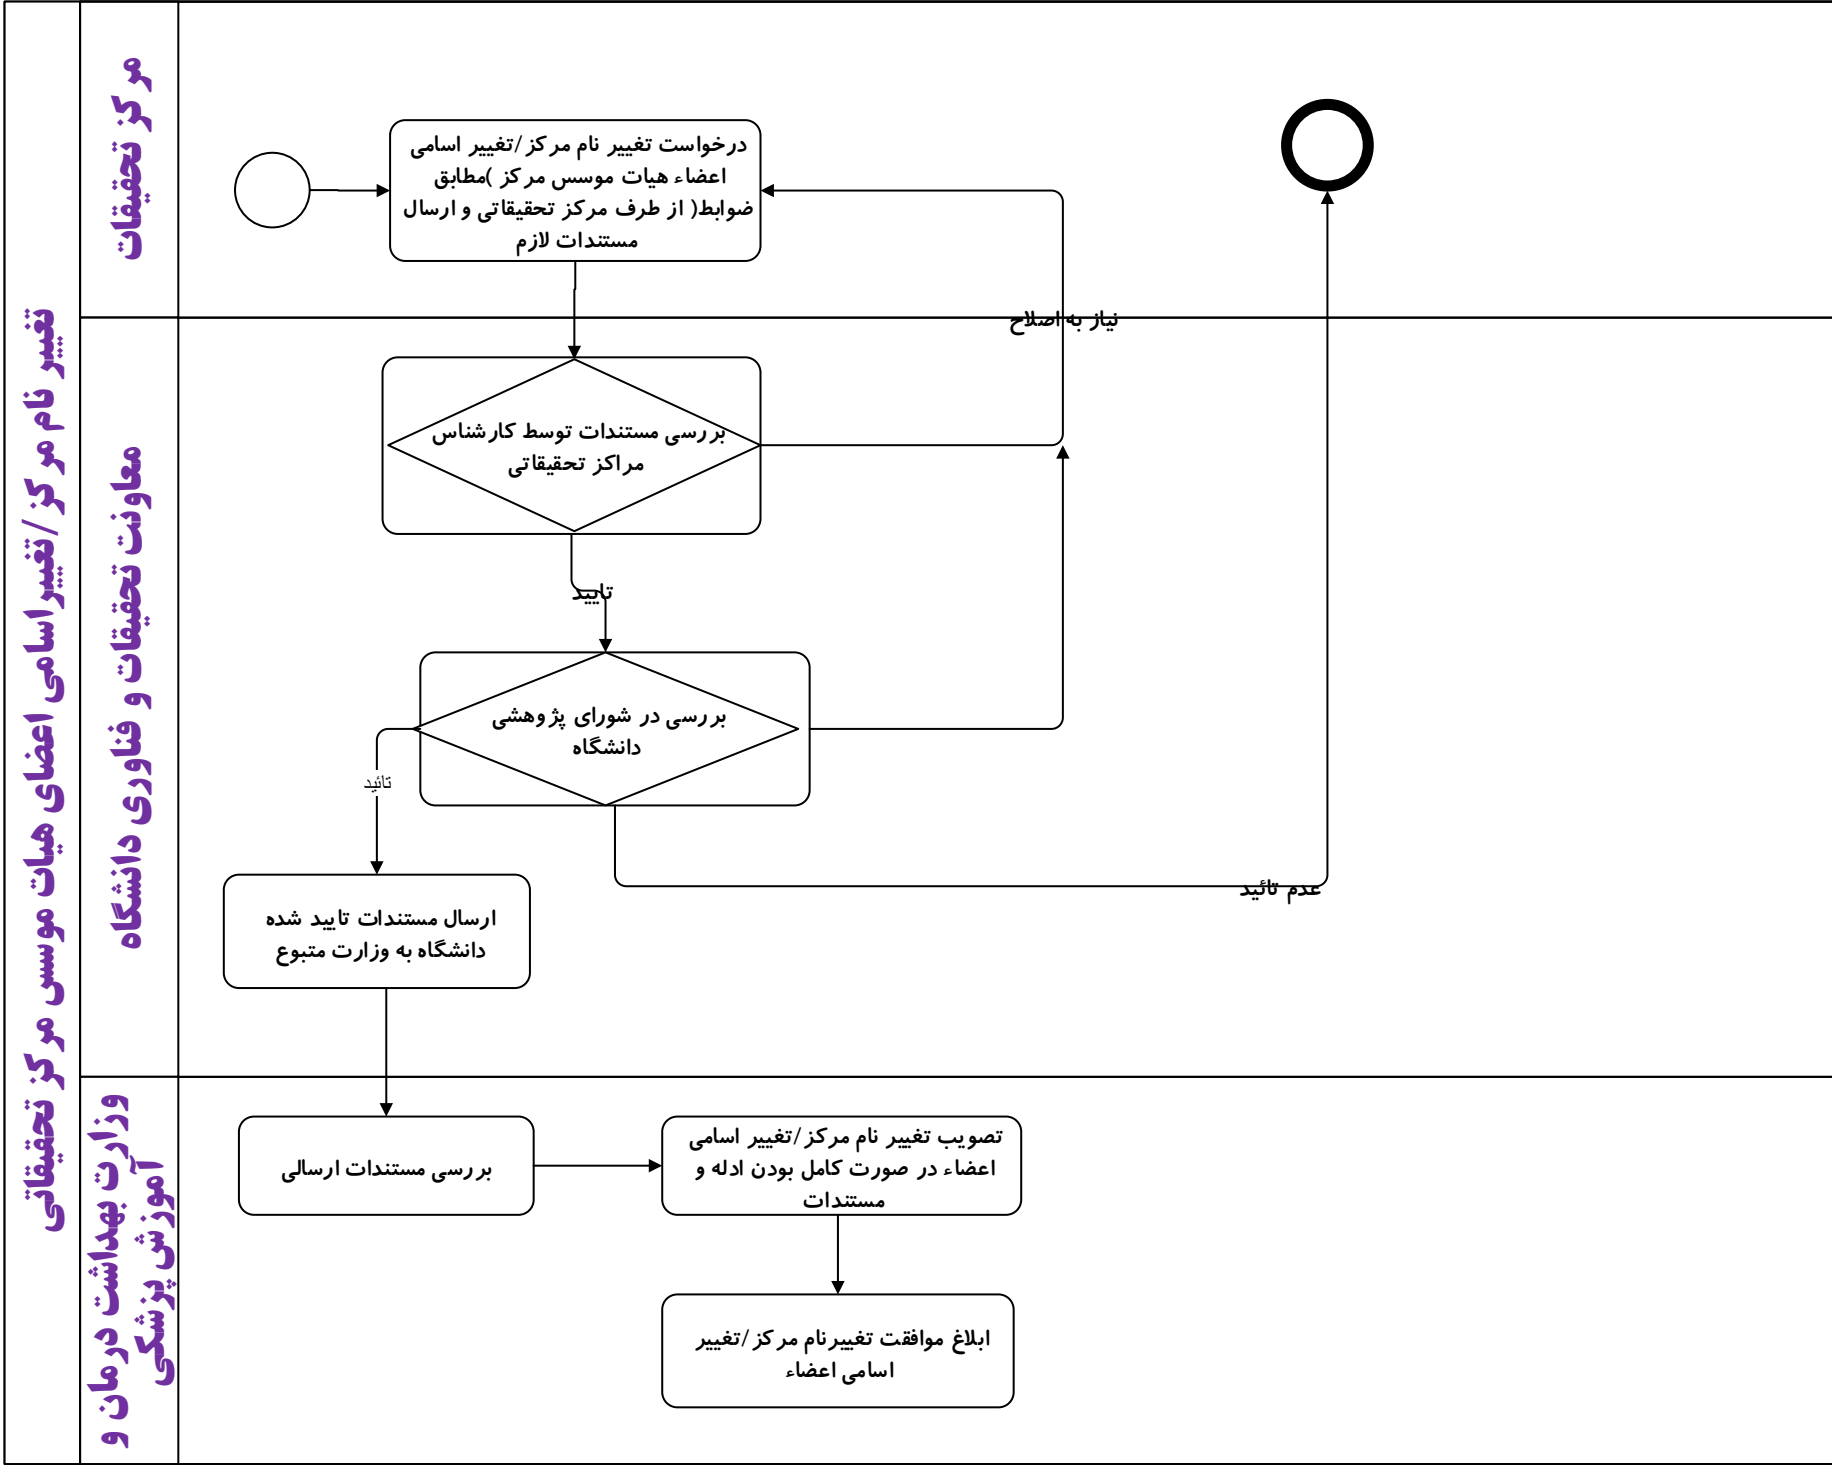 تغییر نام مرکز /تغییراسامی اعضای هیات موسس مرکز تحقیقاتی
مرکز تحقیقات
درخواست تغییر نام مرکز/تغییر اسامی
اعضاء هیات موسس مرکز )مطابق
ضوابط( از طرف مرکز تحقیقاتی و ارسال
مستندات لازم
نیاز به اصلاح
معاونت تحقیقات و فناوری دانشگاه
بررسی مستندات توسط کارشناس
مراکز تحقیقاتی
تایید
بررسی در شورای پژوهشی
دانشگاه
تائید
عدم تائید
ارسال مستندات تایید شده
دانشگاه به وزارت متبوع
وزارت بهداشت درمان و
آموزش پزشکی
بررسی مستندات ارسالی
تصویب تغییر نام مرکز/تغییر اسامی
اعضاء در صورت کامل بودن ادله و
مستندات
ابلاغ موافقت تغییرنام مرکز/تغییر
اسامی اعضاء